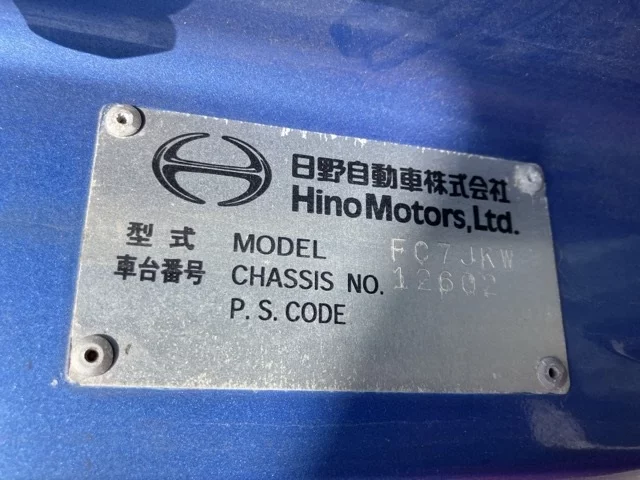 日野自動車株式会社
Hino Motors, Ltd.
型式 MODEL FC7JKW
車台番号 CHASSIS NO. 12602
P.S. CODE